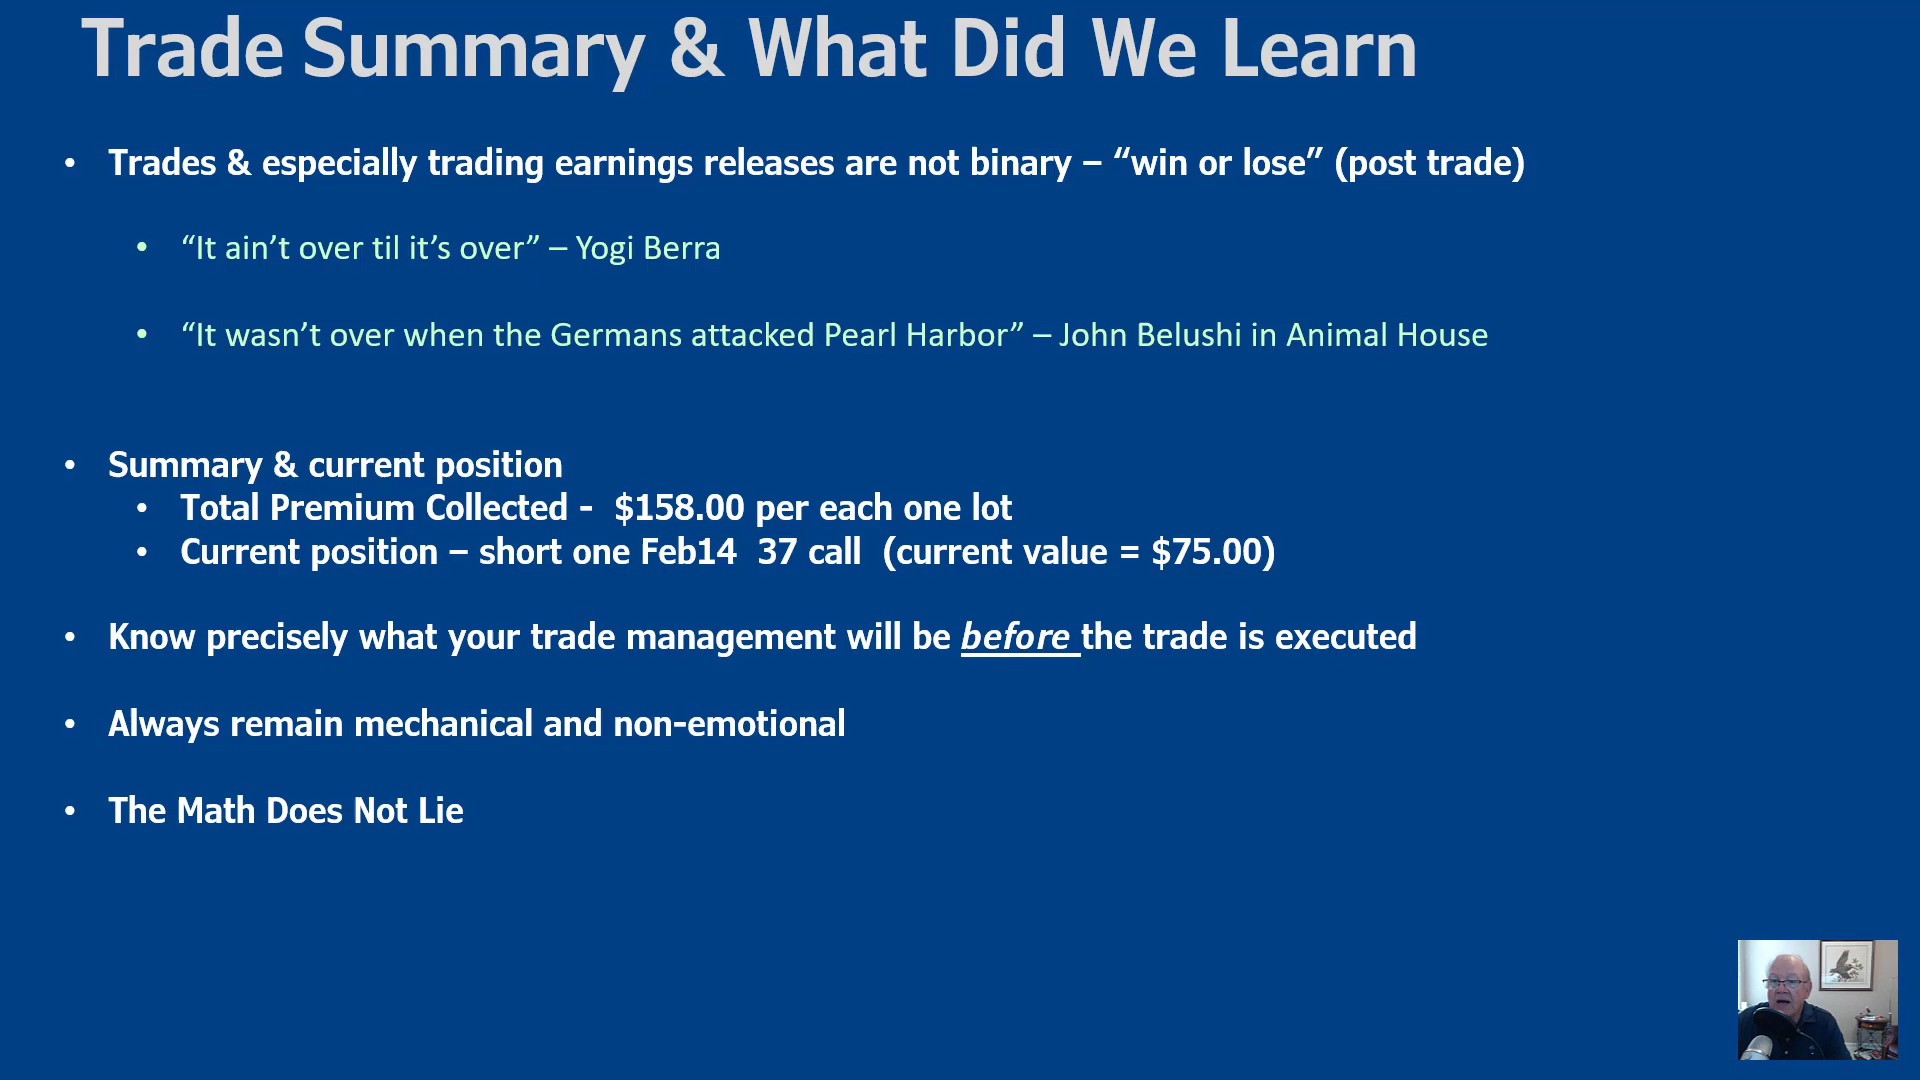 Trade Summary & What Did We Learn
• Trades & especially trading earnings releases are not binary – “win or lose” (post trade)
• “It ain’t over til it’s over” – Yogi Berra
• “It wasn’t over when the Germans attacked Pearl Harbor” – John Belushi in Animal House
• Summary & current position
• Total Premium Collected - $158.00 per each one lot
• Current position – short one Feb14 37 call (current value = $75.00)
• Know precisely what your trade management will be before the trade is executed
• Always remain mechanical and non-emotional
• The Math Does Not Lie